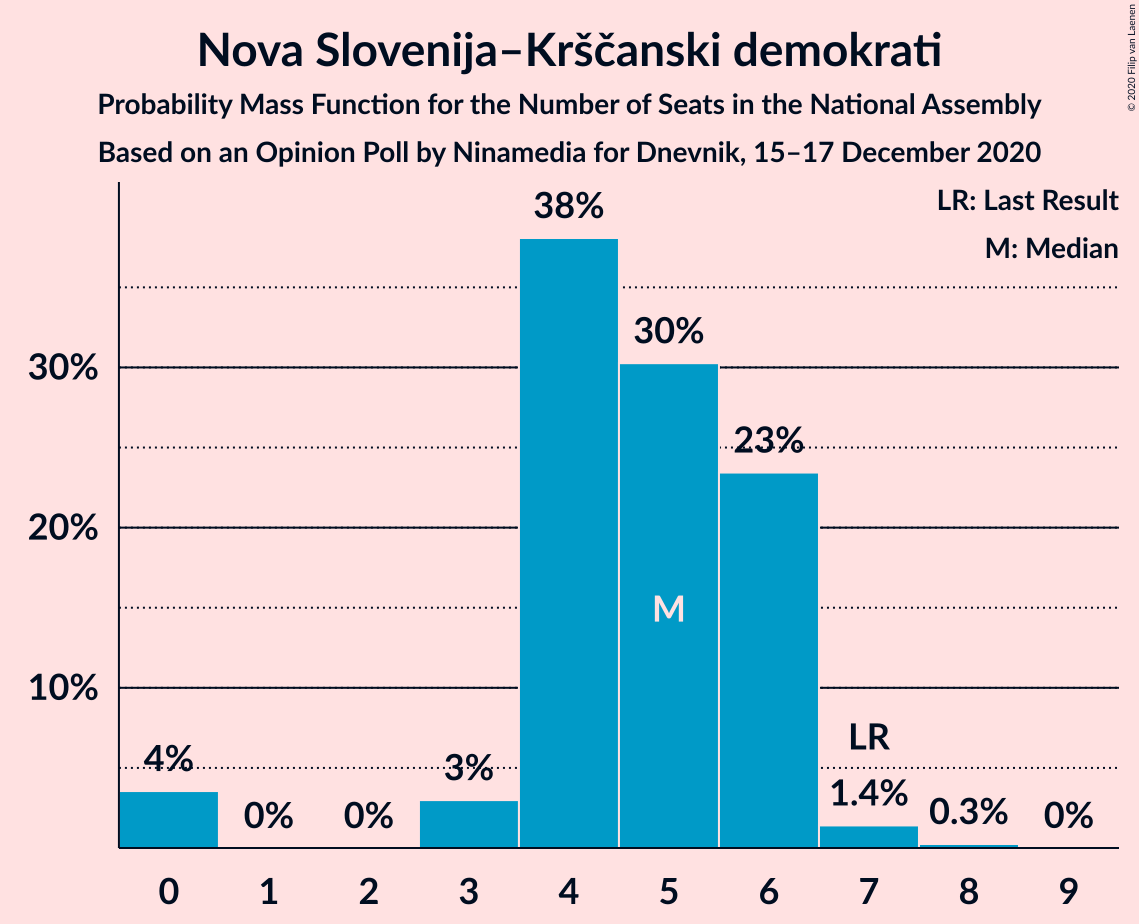 Nova Slovenija–Krščanski demokrati
Probability Mass Function for the Number of Seats in the National Assembly
Based on an Opinion Poll by Ninamedia for Dnevnik, 15–17 December 2020
© 2020 Filip van Laenen
LR: Last Result
M: Median
38%
30%
30%
23%
20%
M
10%
LR
4%
3%
1.4%
0.3%
0%
0%
0%
0 1 2 3 4 5 6 7 8 9